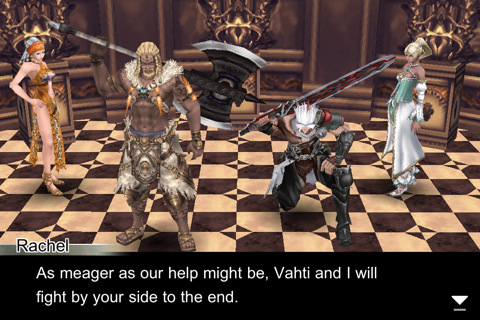 Rachel
As meager as our help might be, Vahti and I will
fight by your side to the end.